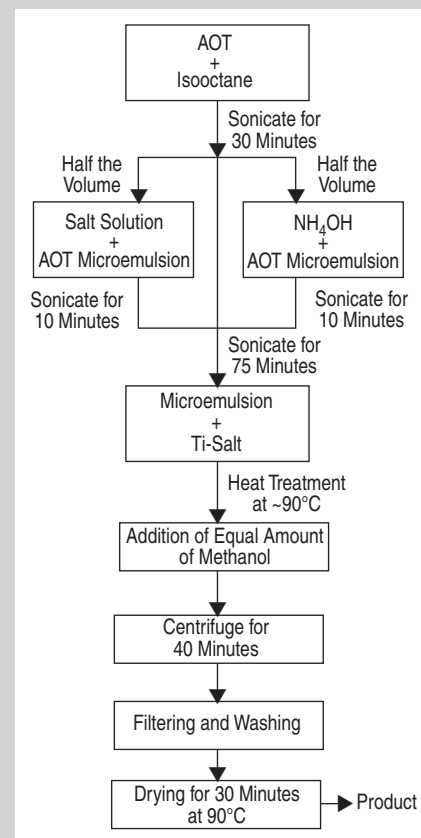 AOT
+
Isooctane
Sonicate for
30 Minutes
Half the
Volume
Half the
Volume
Salt Solution
+
AOT Microemulsion
NH₄OH
+
AOT Microemulsion
Sonicate for
10 Minutes
Sonicate for
10 Minutes
Sonicate for
75 Minutes
Microemulsion
+
Ti-Salt
Heat Treatment
at ~90°C
Addition of Equal Amount
of Methanol
Centrifuge for
40 Minutes
Filtering and Washing
Drying for 30 Minutes
at 90°C
Product